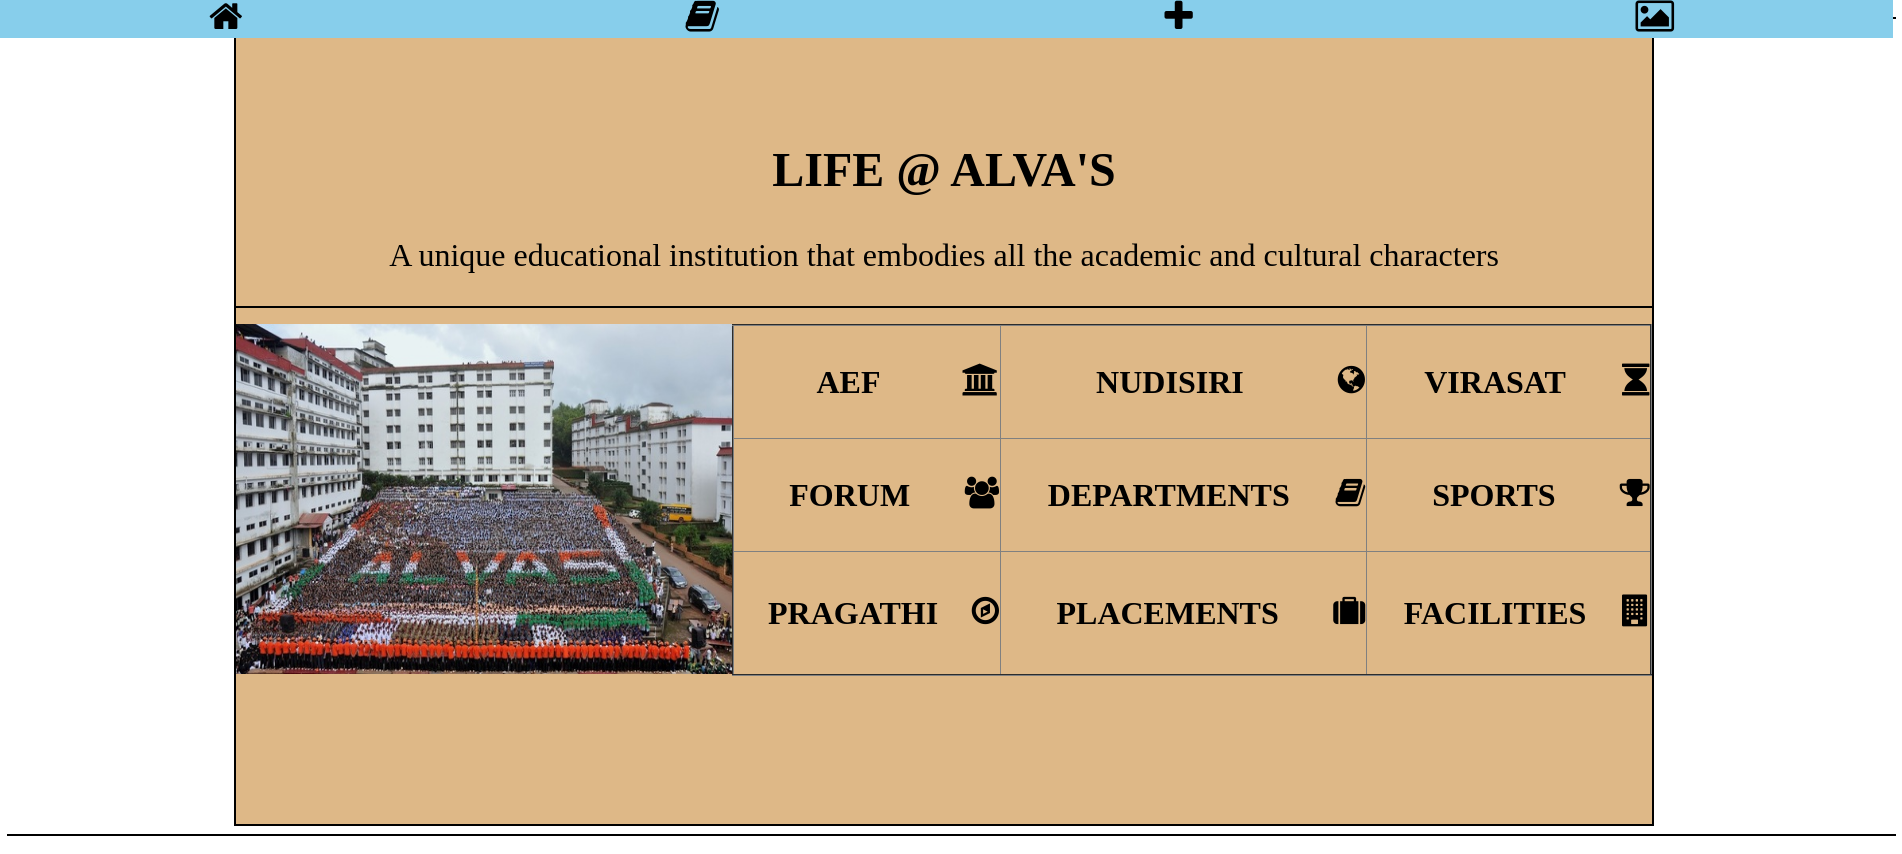 LIFE @ ALVA'S
A unique educational institution that embodies all the academic and cultural characters
AEF NUDISIRI VIRASAT
FORUM DEPARTMENTS SPORTS
PRAGATHI PLACEMENTS FACILITIES
ALVAS